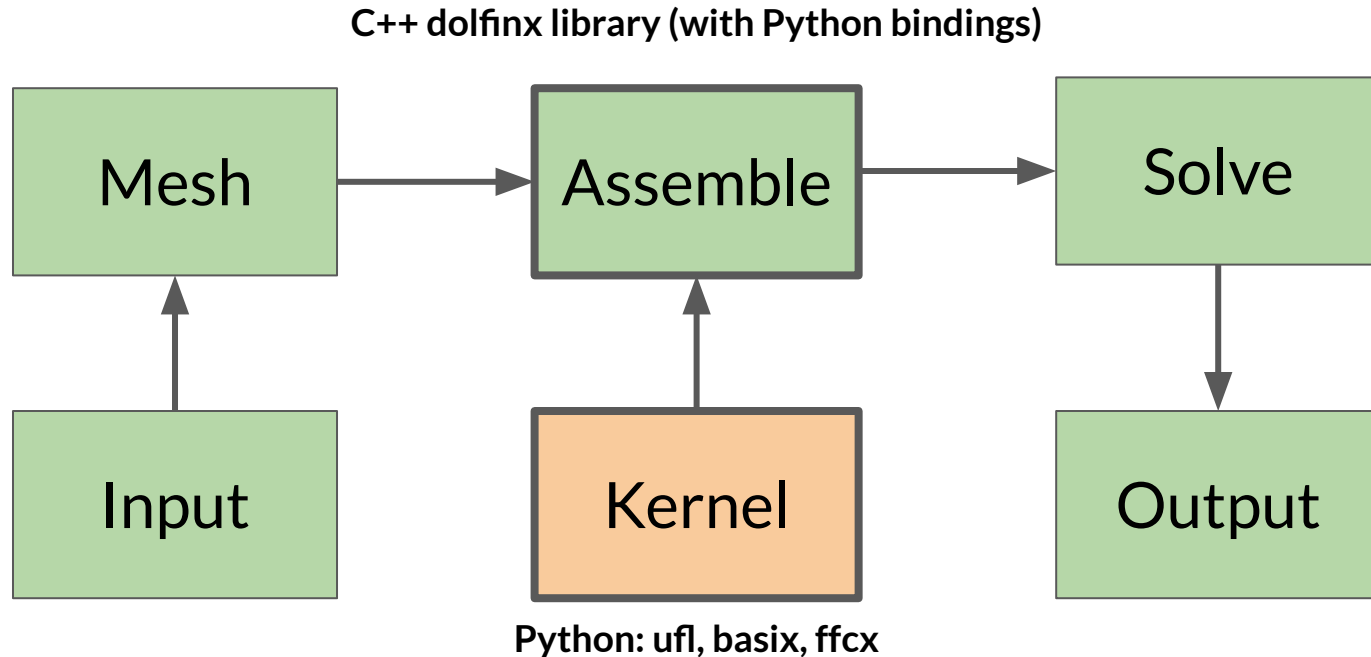 C++ dolfinx library (with Python bindings)
Mesh
Assemble
Solve
Input
Kernel
Output
Python: ufl, basix, ffcx